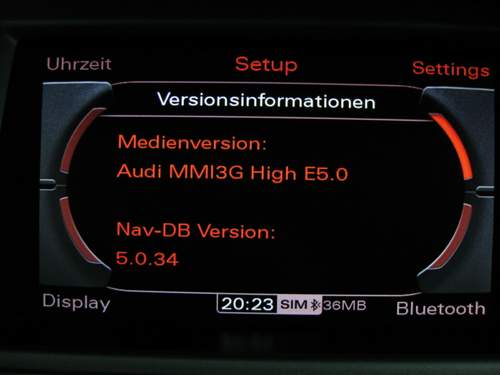 Uhrzeit Setup Settings
Versionsinformationen
Medienversion:
Audi MMI3G High E5.0
Nav-DB Version:
5.0.34
Display 20:23 SIM 36MB Bluetooth